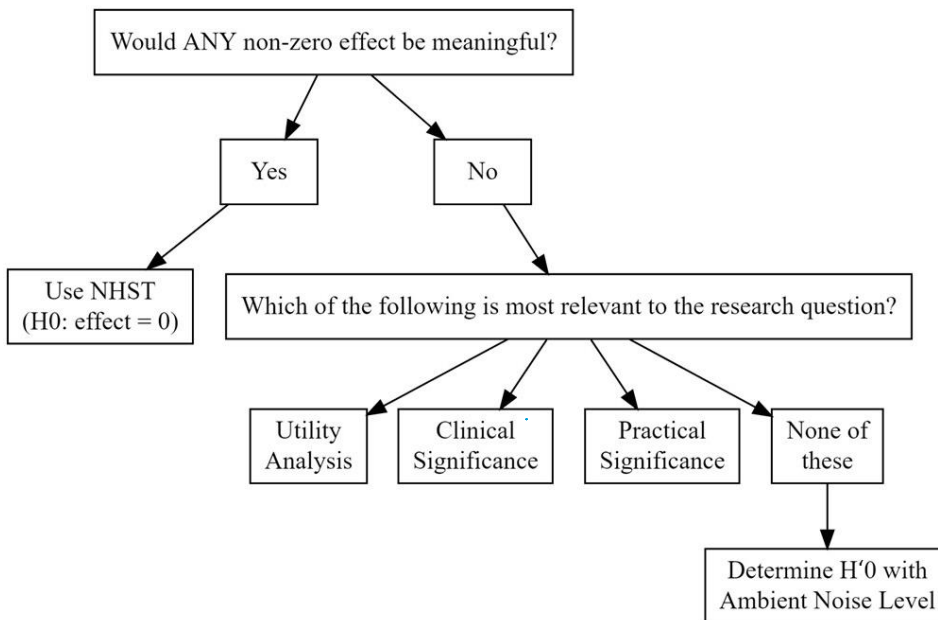 Would ANY non-zero effect be meaningful?
Yes
No
Use NHST
(H0: effect = 0)
Which of the following is most relevant to the research question?
Utility
Analysis
Clinical
Significance
Practical
Significance
None of
these
Determine H‘0 with
Ambient Noise Level